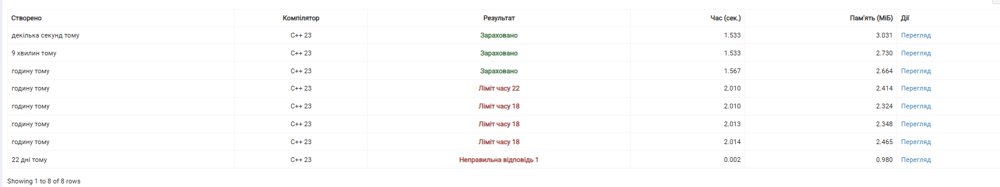 Створено Компілятор Результат Час (сек.) Пам'ять (МіБ) Дії
декілька секунд тому C++ 23 Зараховано 1.533 3.031 Перегляд
9 хвилин тому C++ 23 Зараховано 1.533 2.730 Перегляд
годину тому C++ 23 Зараховано 1.567 2.664 Перегляд
годину тому C++ 23 Ліміт часу 22 2.010 2.414 Перегляд
годину тому C++ 23 Ліміт часу 18 2.010 2.324 Перегляд
годину тому C++ 23 Ліміт часу 18 2.013 2.348 Перегляд
годину тому C++ 23 Ліміт часу 18 2.014 2.465 Перегляд
22 дні тому C++ 23 Неправильна відповідь 1 0.002 0.980 Перегляд
Showing 1 to 8 of 8 rows